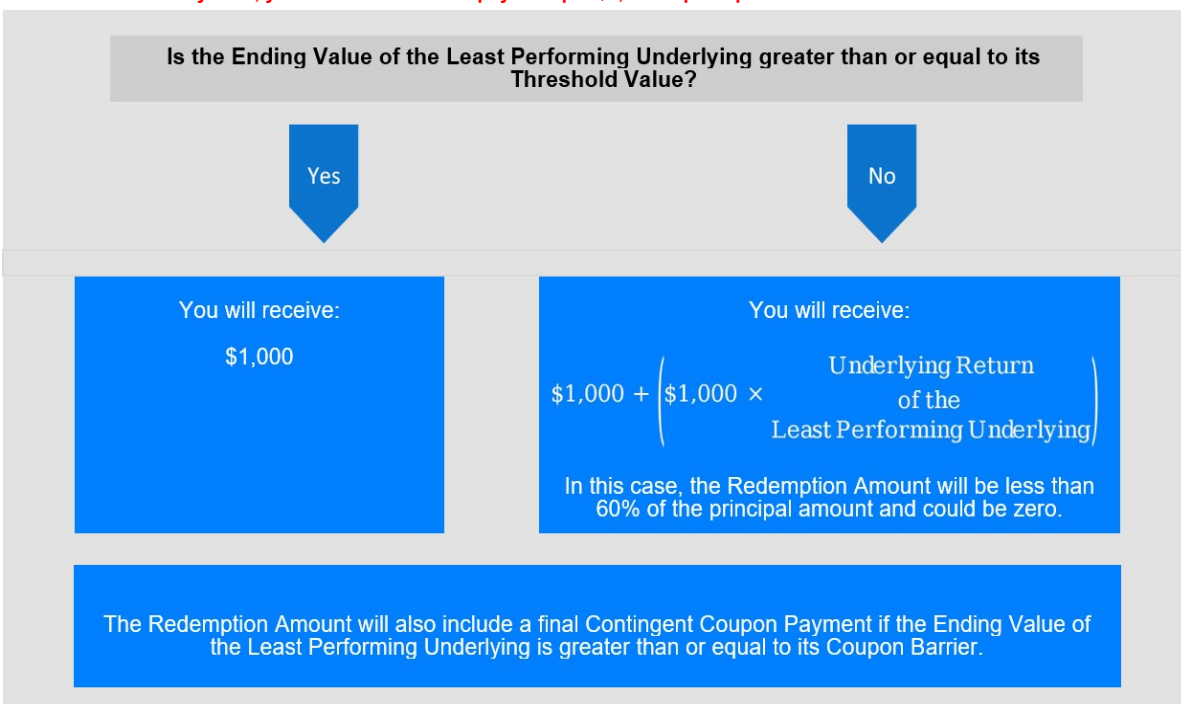 Is the Ending Value of the Least Performing Underlying greater than or equal to its
Threshold Value?
Yes
No
You will receive:
$1,000
You will receive:
$1,000 + ($1,000 × Underlying Return
of the
Least Performing Underlying)
In this case, the Redemption Amount will be less than
60% of the principal amount and could be zero.
The Redemption Amount will also include a final Contingent Coupon Payment if the Ending Value of
the Least Performing Underlying is greater than or equal to its Coupon Barrier.